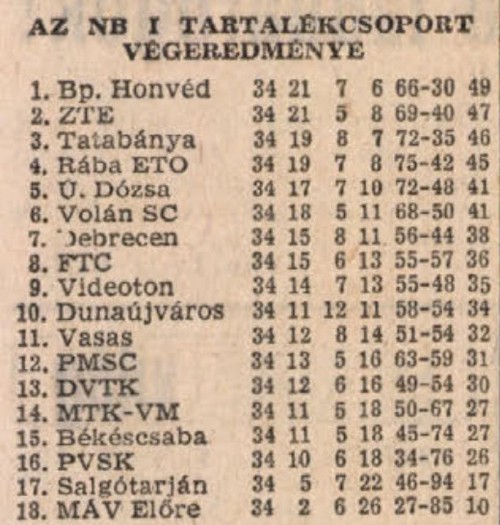 AZ NB I TARTALÉKCSOPORT
VÉGEREDMÉNYE
1. Bp. Honvéd 34 21 7 6 66-30 49
2. ZTE 34 21 5 8 69-40 47
3. Tatabánya 34 19 8 7 72-35 46
4. Rába ETO 34 19 7 8 75-42 45
5. Ú. Dózsa 34 17 7 10 72-48 41
6. Volán SC 34 18 5 11 68-50 41
7. Debrecen 34 15 8 11 56-44 38
8. FTC 34 15 6 13 55-57 36
9. Videoton 34 14 7 13 55-48 35
10. Dunaújváros 34 11 12 11 58-54 34
11. Vasas 34 12 8 14 51-54 32
12. PMSC 34 13 5 16 63-59 31
13. DVTK 34 12 6 16 49-54 30
14. MTK-VM 34 11 5 18 50-67 27
15. Békéscsaba 34 11 5 18 45-74 27
16. PVSK 34 10 6 18 34-76 26
17. Salgótarján 34 5 7 22 46-94 17
18. MÁV Előre 34 2 6 26 27-85 10